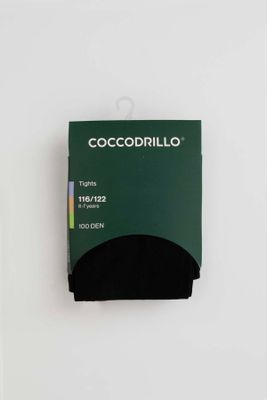 COCCODRILLO®
Tights
116/122
6-7 years
100 DEN